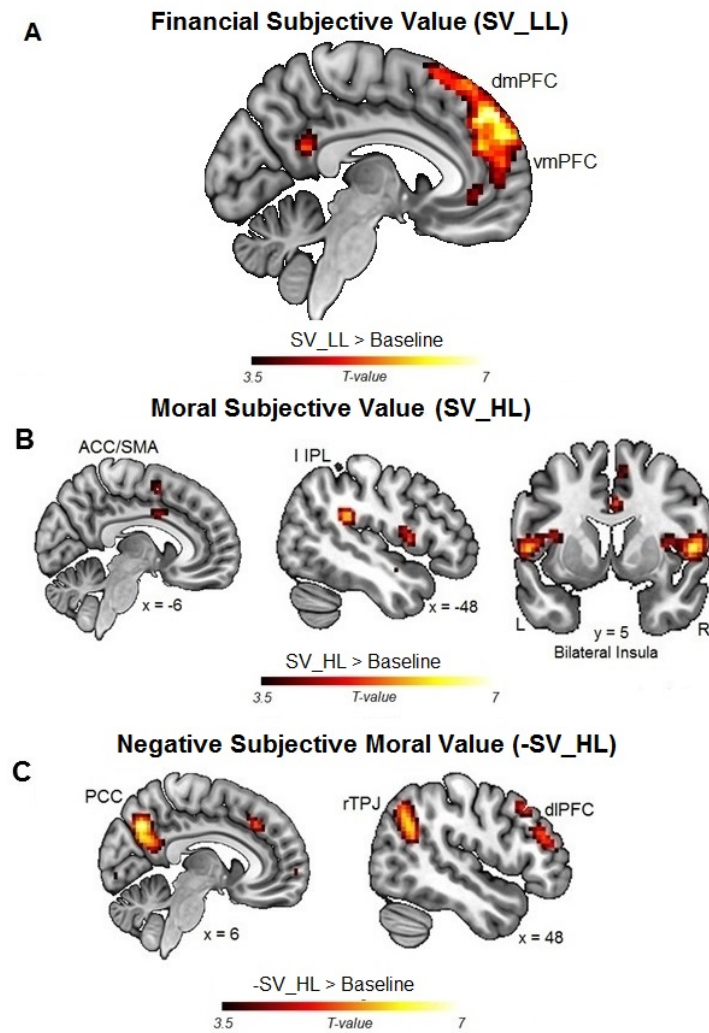 A
Financial Subjective Value (SV_LL)
dmPFC
vmPFC
SV_LL > Baseline
3.5 T-value 7
Moral Subjective Value (SV_HL)
B
ACC/SMA
l IPL
x = -6
x = -48
L
y = 5
R
Bilateral Insula
SV_HL > Baseline
3.5 T-value 7
Negative Subjective Moral Value (-SV_HL)
C
PCC
rTPJ
dlPFC
x = 6
x = 48
-SV_HL > Baseline
3.5 T-value 7